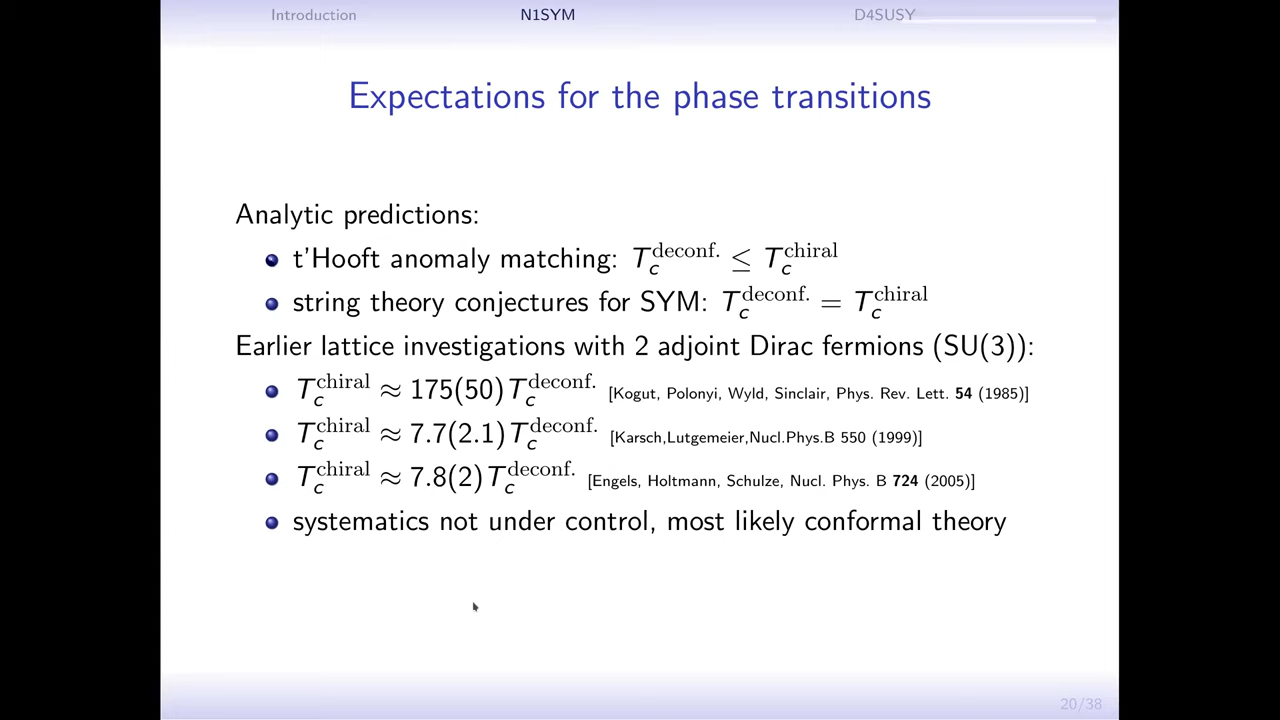 Introduction N1SYM D4SUSY
Expectations for the phase transitions
Analytic predictions:
t'Hooft anomaly matching: T_c^deconf. ≤ T_c^chiral
string theory conjectures for SYM: T_c^deconf. = T_c^chiral
Earlier lattice investigations with 2 adjoint Dirac fermions (SU(3)):
T_c^chiral ≈ 175(50) T_c^deconf. [Kogut, Polonyi, Wyld, Sinclair, Phys. Rev. Lett. 54 (1985)]
T_c^chiral ≈ 7.7(2.1) T_c^deconf. [Karsch,Lutgemeier,Nucl.Phys.B 550 (1999)]
T_c^chiral ≈ 7.8(2) T_c^deconf. [Engels, Holtmann, Schulze, Nucl. Phys. B 724 (2005)]
systematics not under control, most likely conformal theory
20/38